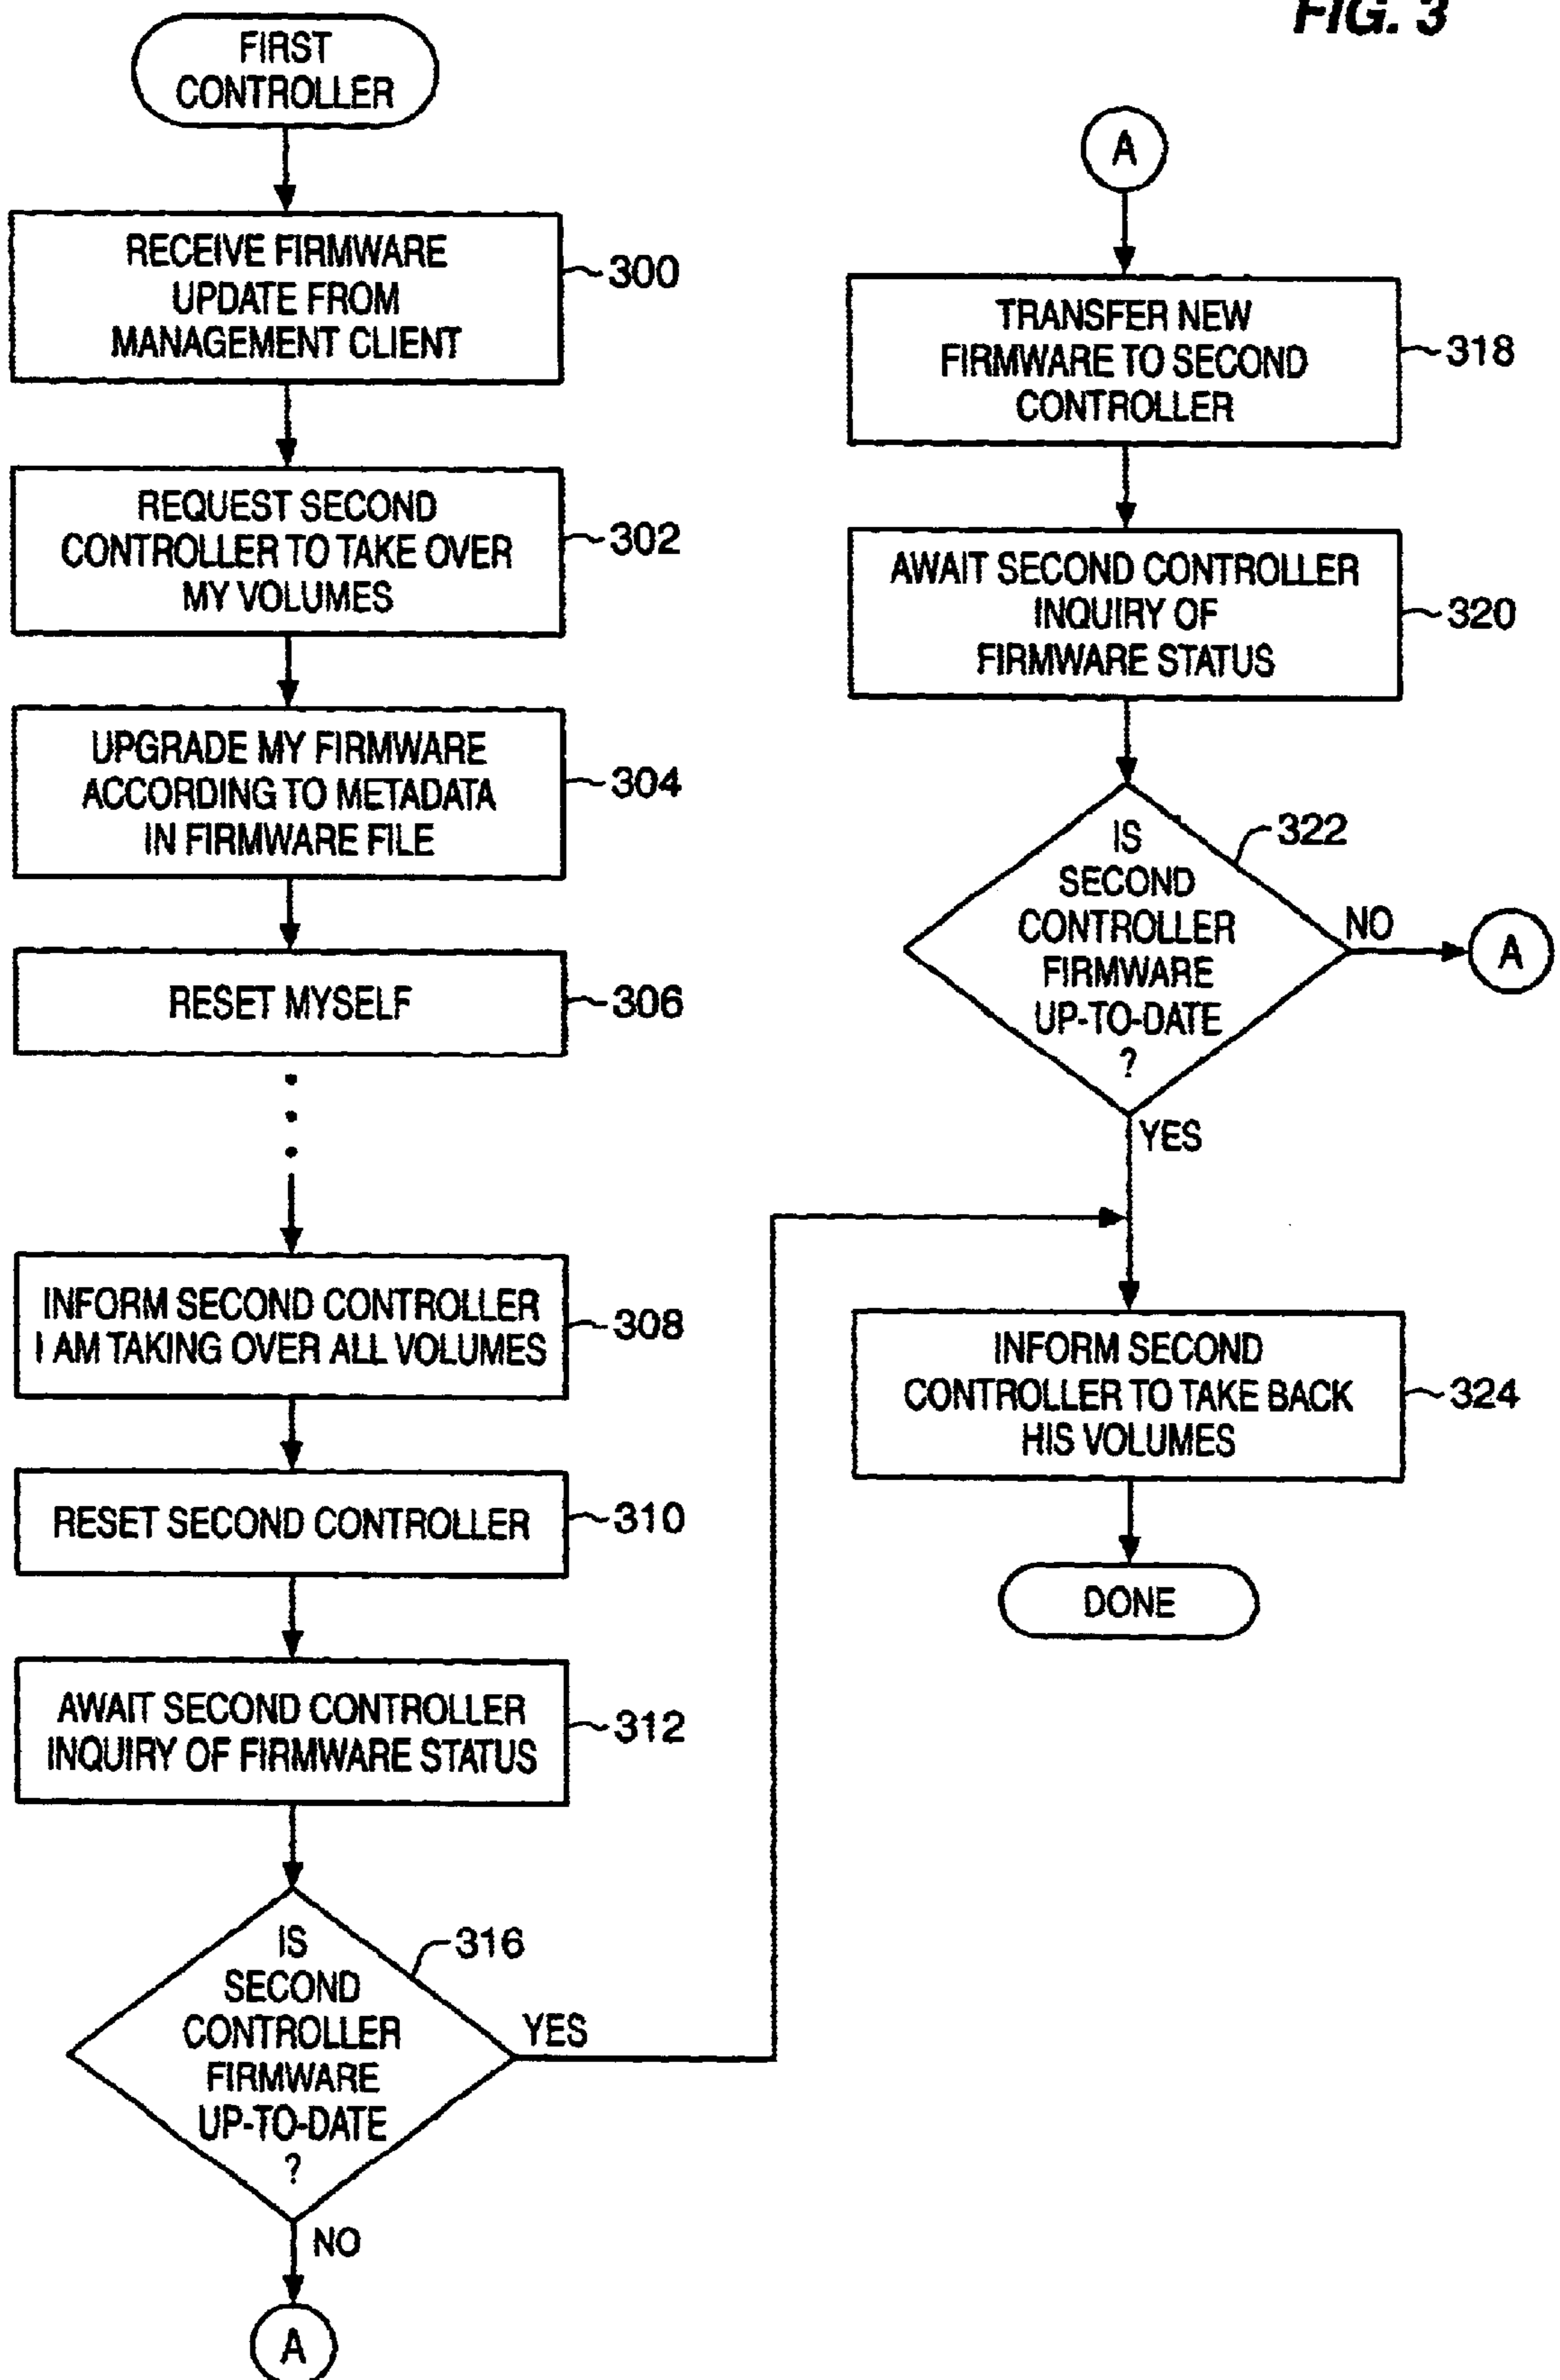 FIG. 3
FIRST
CONTROLLER
RECEIVE FIRMWARE
UPDATE FROM
MANAGEMENT CLIENT
300
REQUEST SECOND
CONTROLLER TO TAKE OVER
MY VOLUMES
302
UPGRADE MY FIRMWARE
ACCORDING TO METADATA
IN FIRMWARE FILE
304
RESET MYSELF
306
INFORM SECOND CONTROLLER
I AM TAKING OVER ALL VOLUMES
308
RESET SECOND CONTROLLER
310
AWAIT SECOND CONTROLLER
INQUIRY OF FIRMWARE STATUS
312
IS
SECOND
CONTROLLER
FIRMWARE
UP-TO-DATE
?
316
YES
NO
A
A
TRANSFER NEW
FIRMWARE TO SECOND
CONTROLLER
318
AWAIT SECOND CONTROLLER
INQUIRY OF
FIRMWARE STATUS
320
IS
SECOND
CONTROLLER
FIRMWARE
UP-TO-DATE
?
322
NO
A
YES
INFORM SECOND
CONTROLLER TO TAKE BACK
HIS VOLUMES
324
DONE